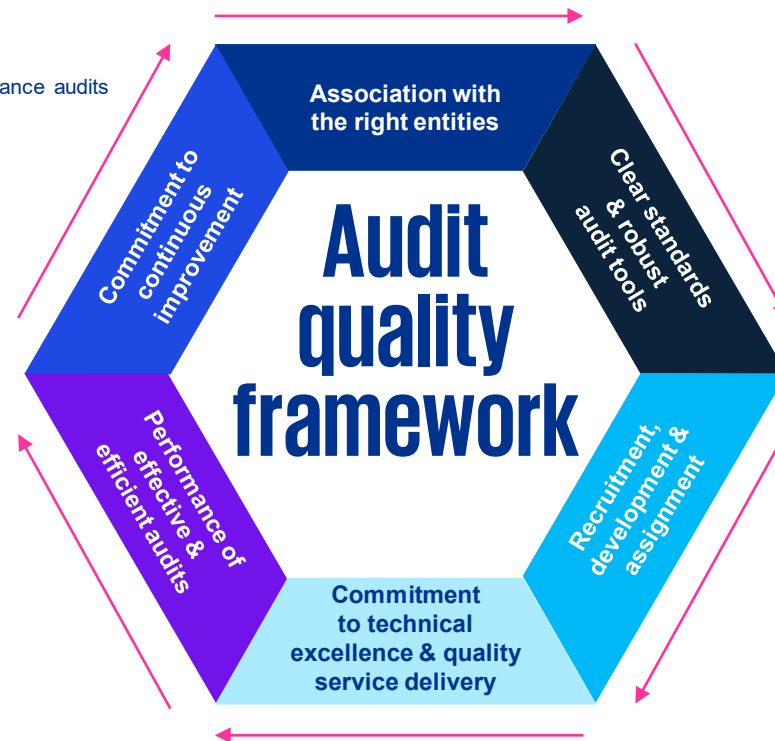 ance audits
Association with
the right entities
Clear standards
& robust
audit tools
Recruitment,
development &
assignment
Commitment
to technical
excellence & quality
service delivery
Performance of
effective &
efficient audits
Commitment to
continuous
improvement
Audit
quality
framework